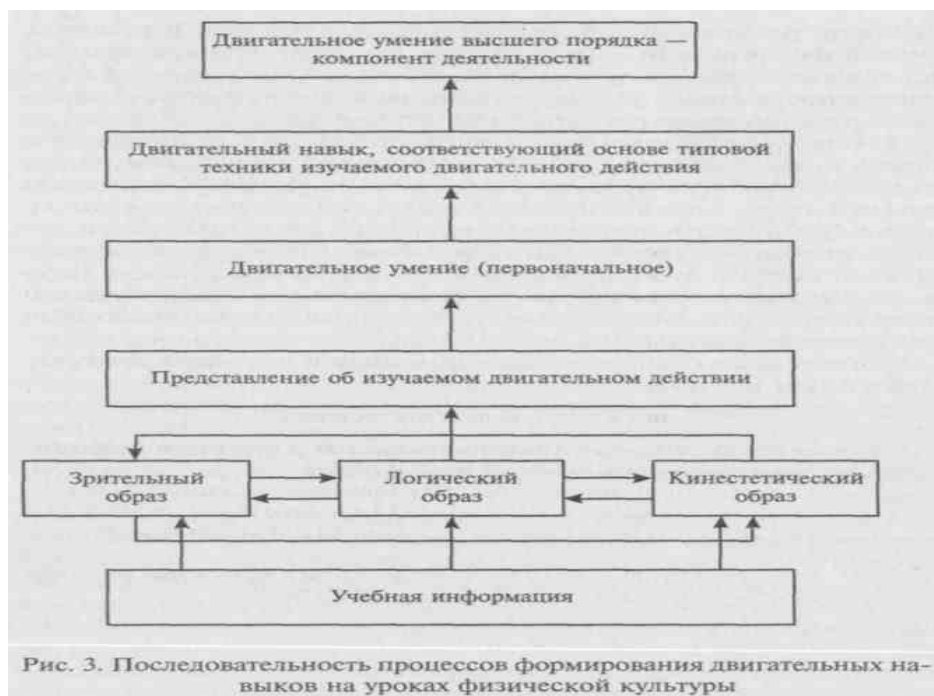 Двигательное умение высшего порядка –
компонент деятельности
Двигательный навык, соответствующий основе типовой
техники изучаемого двигательного действия
Двигательное умение (первоначальное)
Представление об изучаемом двигательном действии
Зрительный
образ
Логический
образ
Кинестетический
образ
Учебная информация
Рис. 3. Последовательность процессов формирования двигательных на-
выков на уроках физической культуры